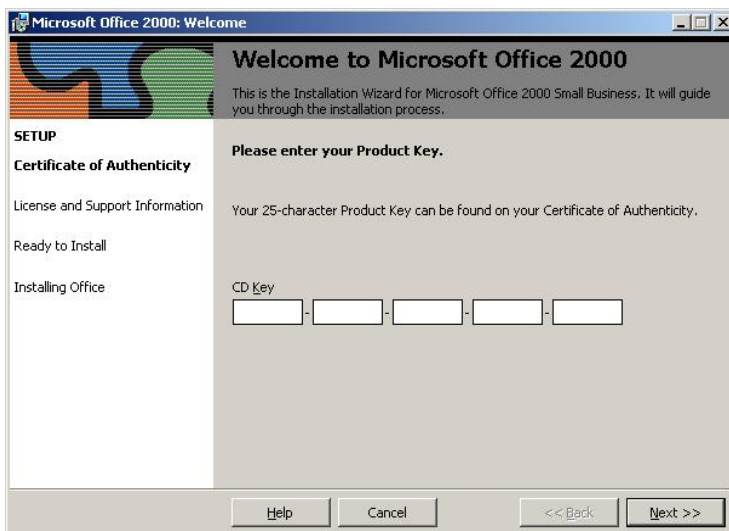 Microsoft Office 2000: Welcome
Welcome to Microsoft Office 2000
This is the Installation Wizard for Microsoft Office 2000 Small Business. It will guide
you through the installation process.
SETUP
Certificate of Authenticity
License and Support Information
Ready to Install
Installing Office
Please enter your Product Key.
Your 25-character Product Key can be found on your Certificate of Authenticity.
CD Key
- - - -
Help
Cancel
<< Back
Next >>